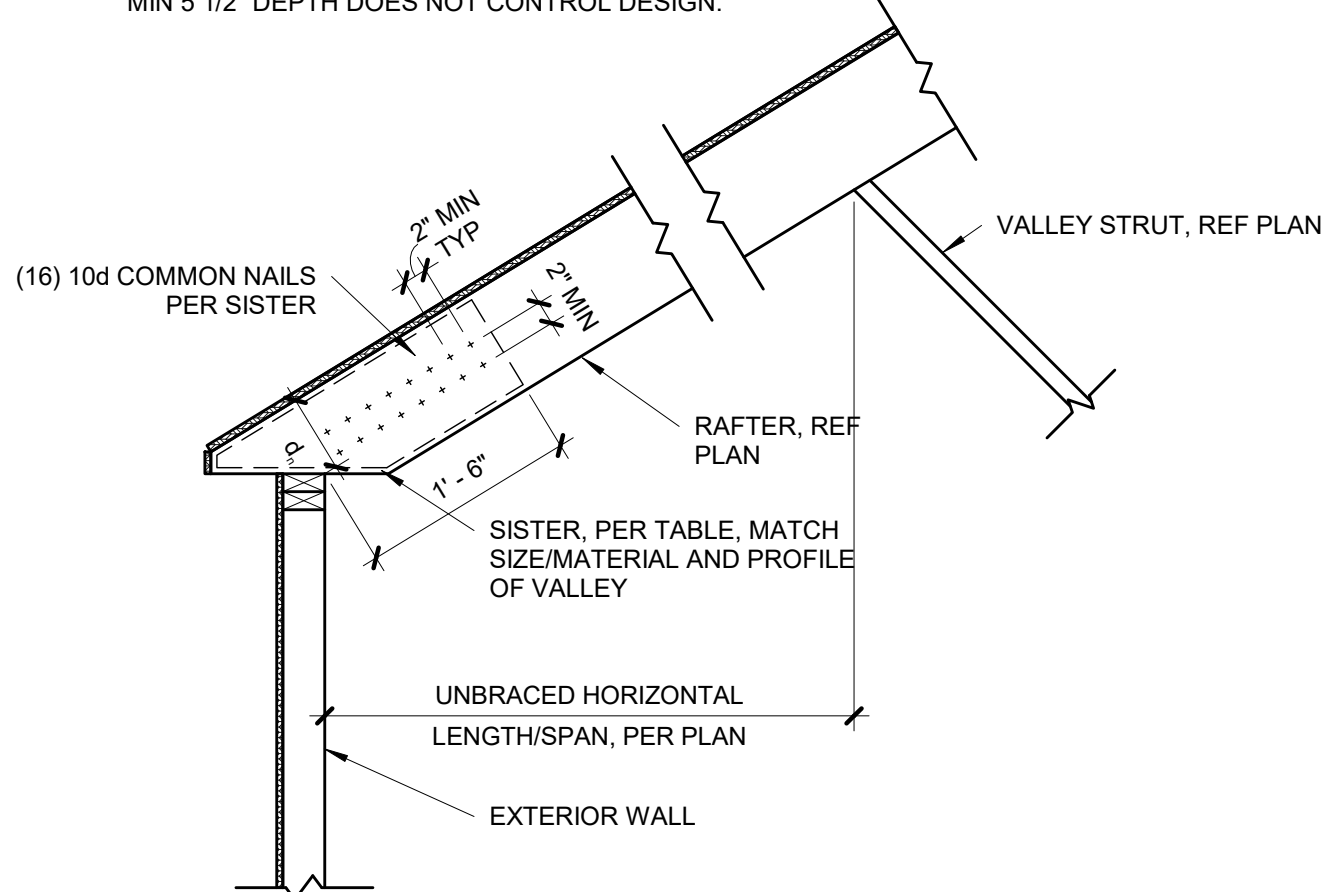 MIN 5 1/2" DEPTH DOES NOT CONTROL DESIGN.
2" MIN
TYP
VALLEY STRUT, REF PLAN
(16) 10d COMMON NAILS
PER SISTER
2" MIN
RAFTER, REF
PLAN
dn
1' - 6"
SISTER, PER TABLE, MATCH
SIZE/MATERIAL AND PROFILE
OF VALLEY
UNBRACED HORIZONTAL
LENGTH/SPAN, PER PLAN
EXTERIOR WALL